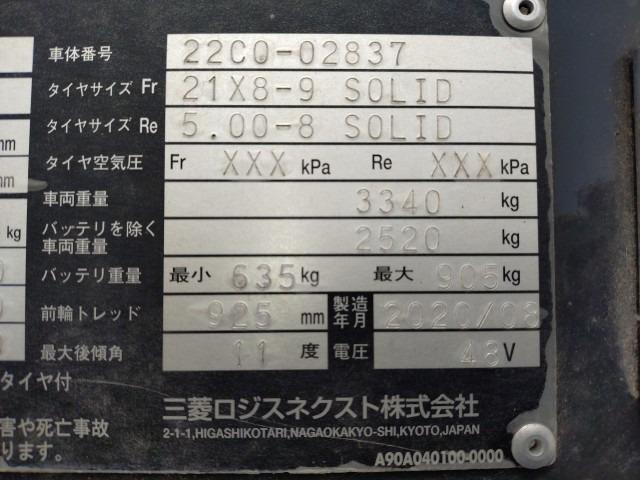 車体番号 22C0-02837
タイヤサイズ Fr 21X8-9 SOLID
タイヤサイズ Re 5.00-8 SOLID
mm
タイヤ空気圧 Fr XXX kPa Re XXX kPa
mm
車両重量 3340 kg
kg
バッテリを除く
車両重量 2520 kg
バッテリ重量 最小 635kg 最大 905kg
前輪トレッド 925 mm 製造年月 2020/08
最大後傾角 11 度 電圧 48V
タイヤ付
三菱ロジスネクスト株式会社
害や死亡事故
2-1-1,HIGASHIKOTARI,NAGAOKAKYO-SHI,KYOTO,JAPAN
ります。
A90A040100-0000